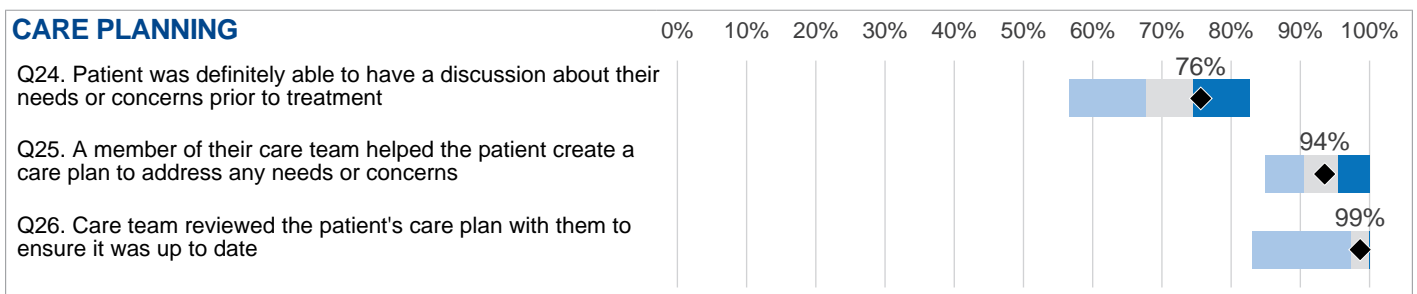 CARE PLANNING
0% 10% 20% 30% 40% 50% 60% 70% 80% 90% 100%
Q24. Patient was definitely able to have a discussion about their
needs or concerns prior to treatment
76%
Q25. A member of their care team helped the patient create a
care plan to address any needs or concerns
94%
Q26. Care team reviewed the patient's care plan with them to
ensure it was up to date
99%